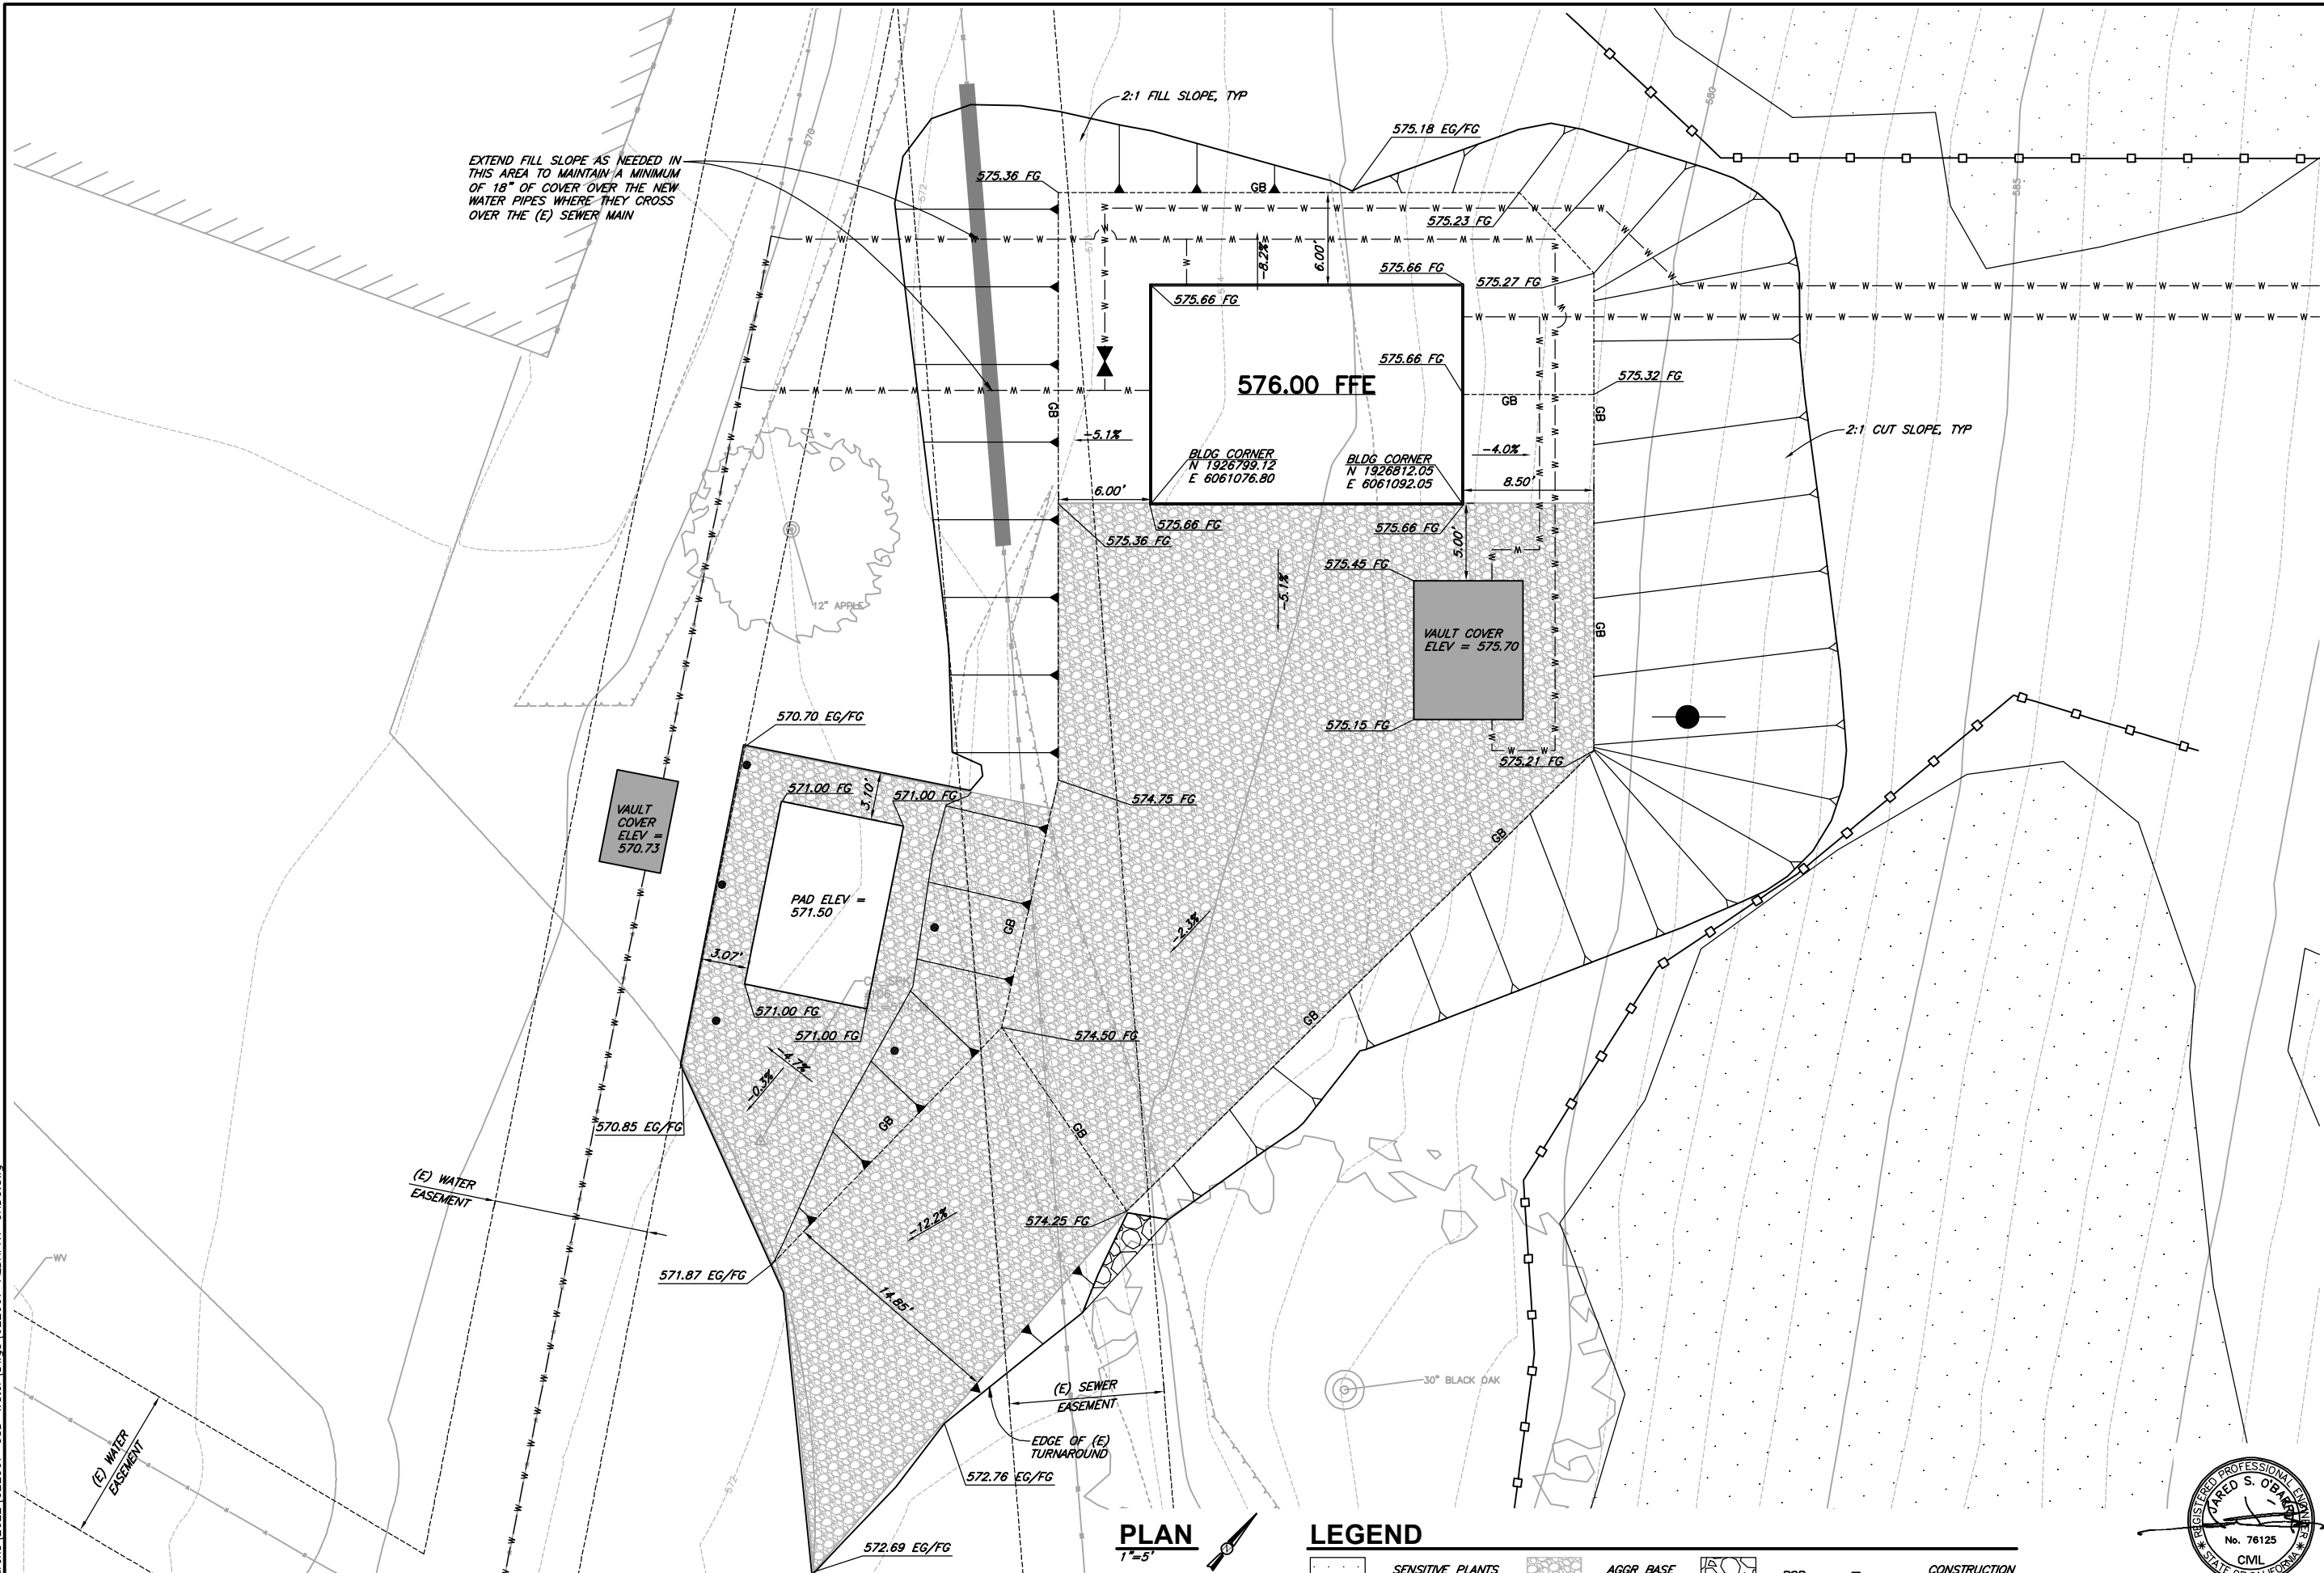 2:1 FILL SLOPE, TYP
EXTEND FILL SLOPE AS NEEDED IN
THIS AREA TO MAINTAIN A MINIMUM
OF 18" OF COVER OVER THE NEW
WATER PIPES WHERE THEY CROSS
OVER THE (E) SEWER MAIN
570
572
580
585
575.18 EG/FG
575.36 FG
GB
575.23 FG
-8.2%
6.00'
575.66 FG
575.27 FG
575.66 FG
575.66 FG
575.32 FG
576.00 FFE
GB
GB
GB
-5.1%
2:1 CUT SLOPE, TYP
BLDG CORNER
N 1926799.12
E 6061076.80
BLDG CORNER
N 1926812.05
E 6061092.05
-4.0%
6.00'
8.50'
575.66 FG
575.36 FG
575.66 FG
5.00'
575.45 FG
-5.1%
12" APPLE
VAULT COVER
ELEV = 575.70
GB
575.15 FG
575.21 FG
570.70 EG/FG
571.00 FG
3.10'
571.00 FG
574.75 FG
VAULT
COVER
ELEV =
570.73
GB
PAD ELEV =
571.50
GB
-2.3%
3.07'
571.00 FG
571.00 FG
574.50 FG
GB
-4.7%
-0.3%
GB
GB
570.85 EG/FG
(E) WATER
EASEMENT
-12.2%
574.25 FG
WV
571.87 EG/FG
14.85'
30" BLACK OAK
(E) SEWER
EASEMENT
(E) WATER
EASEMENT
EDGE OF (E)
TURNAROUND
572
572.76 EG/FG
572.69 EG/FG
PLAN
1"=5'
LEGEND
SENSITIVE PLANTS
AGGR BASE
CONSTRUCTION
REGISTERED PROFESSIONAL ENGINEER
No. 76125
CIVIL
STATE OF CALIFORNIA